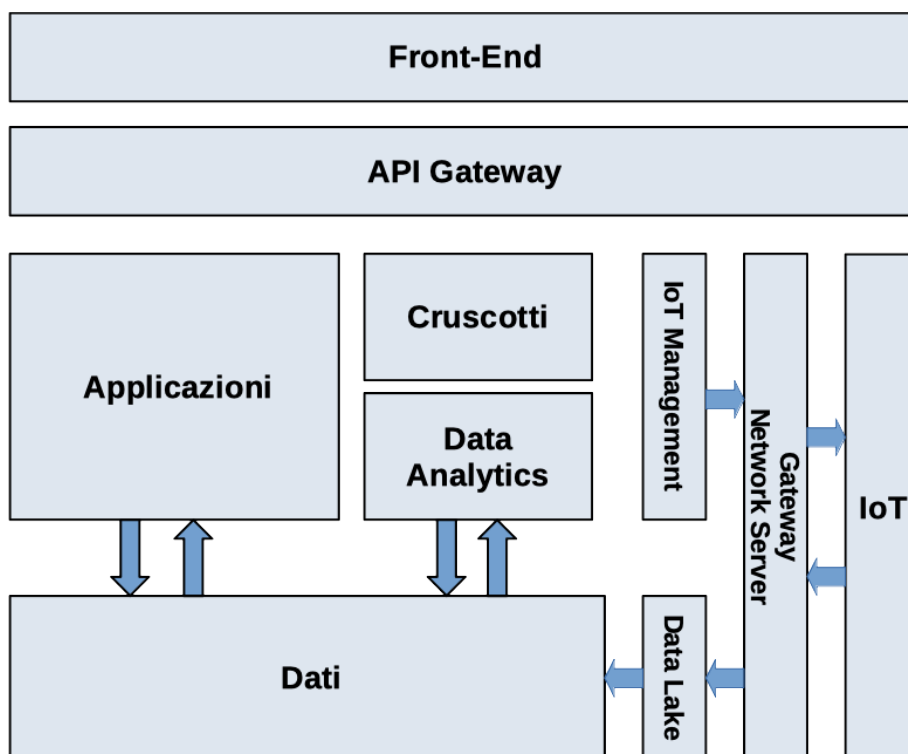 Front-End
API Gateway
Applicazioni
Cruscotti
Data
Analytics
IoT Management
Gateway
Network Server
IoT
Dati
Data Lake